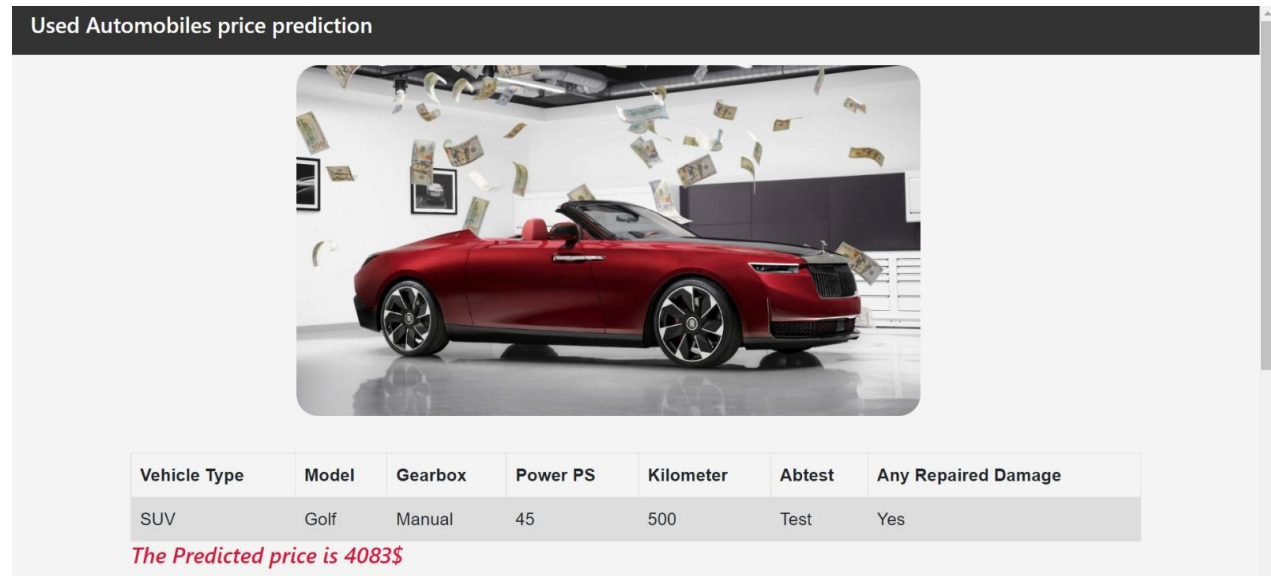 Used Automobiles price prediction
Vehicle Type Model Gearbox Power PS Kilometer Abtest Any Repaired Damage
SUV Golf Manual 45 500 Test Yes
The Predicted price is 4083$